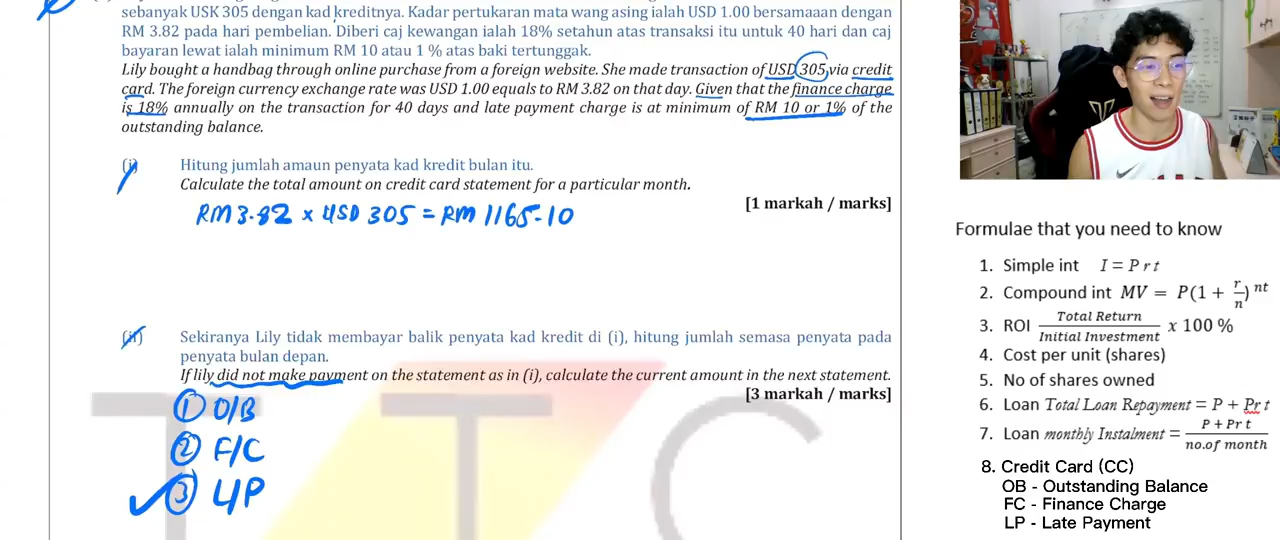 sebanyak USK 305 dengan kad kreditnya. Kadar pertukaran mata wang asing ialah USD 1.00 bersamaaan dengan
RM 3.82 pada hari pembelian. Diberi caj kewangan ialah 18% setahun atas transaksi itu untuk 40 hari dan caj
bayaran lewat ialah minimum RM 10 atau 1 % atas baki tertunggak.
Lily bought a handbag through online purchase from a foreign website. She made transaction of USD 305 via credit
card. The foreign currency exchange rate was USD 1.00 equals to RM 3.82 on that day. Given that the finance charge
is 18% annually on the transaction for 40 days and late payment charge is at minimum of RM 10 or 1% of the
outstanding balance.
(i) Hitung jumlah amaun penyata kad kredit bulan itu.
Calculate the total amount on credit card statement for a particular month.
[1 markah / marks]
RM 3.82 x USD 305 = RM 1165-10
(ii) Sekiranya Lily tidak membayar balik penyata kad kredit di (i), hitung jumlah semasa penyata pada
penyata bulan depan.
If lily did not make payment on the statement as in (i), calculate the current amount in the next statement.
[3 markah / marks]
① O/B
② F/C
③ L/P
TTC
Formulae that you need to know
1. Simple int I = P r t
2. Compound int MV = P(1 + r/n)^nt
3. ROI Total Return / Initial Investment x 100 %
4. Cost per unit (shares)
5. No of shares owned
6. Loan Total Loan Repayment = P + Pr t
7. Loan monthly Instalment = P + Pr t / no.of month
8. Credit Card (CC)
OB - Outstanding Balance
FC - Finance Charge
LP - Late Payment